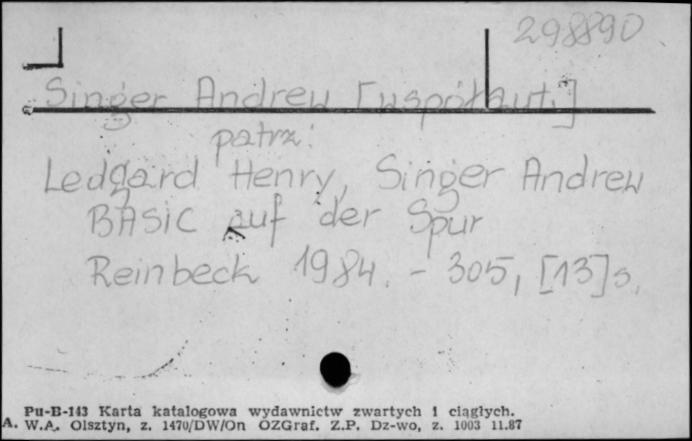 298890
Singer Andrew [współaut.]
patrz:
Ledgard Henry, Singer Andrew
BASIC auf der Spur
Reinbeck 1984. - 305, [13]s.
Pu-B-143 Karta katalogowa wydawnictw zwartych i ciągłych.
A. W.A. Olsztyn, z. 1470/DW/On OZGraf. Z.P. Dz-wo, z. 1003 11.87